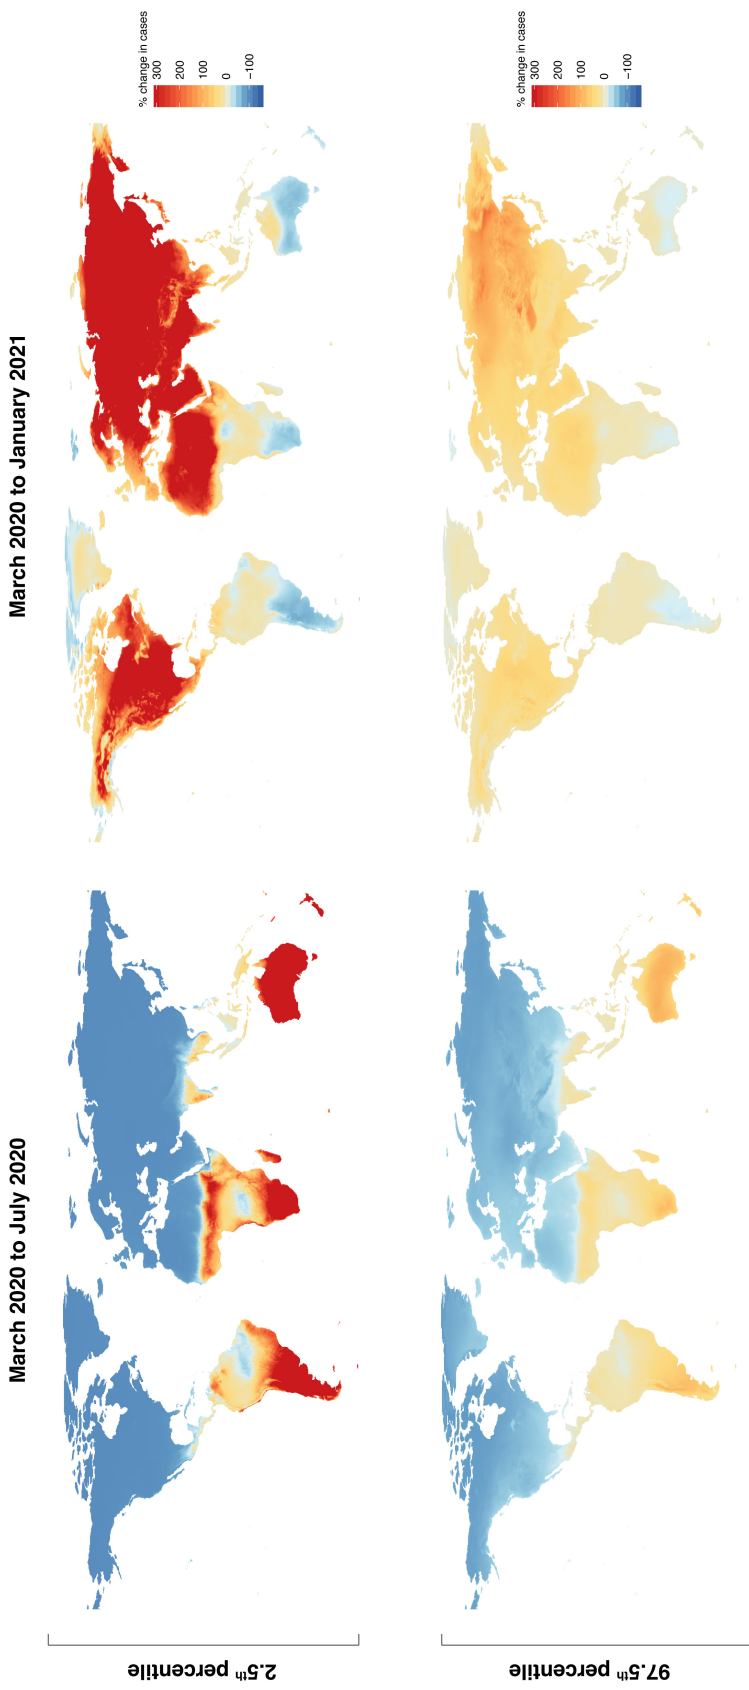 March 2020 to July 2020
March 2020 to January 2021
2.5th percentile
% change in cases
300
200
100
0
−100
97.5th percentile
% change in cases
300
200
100
0
−100